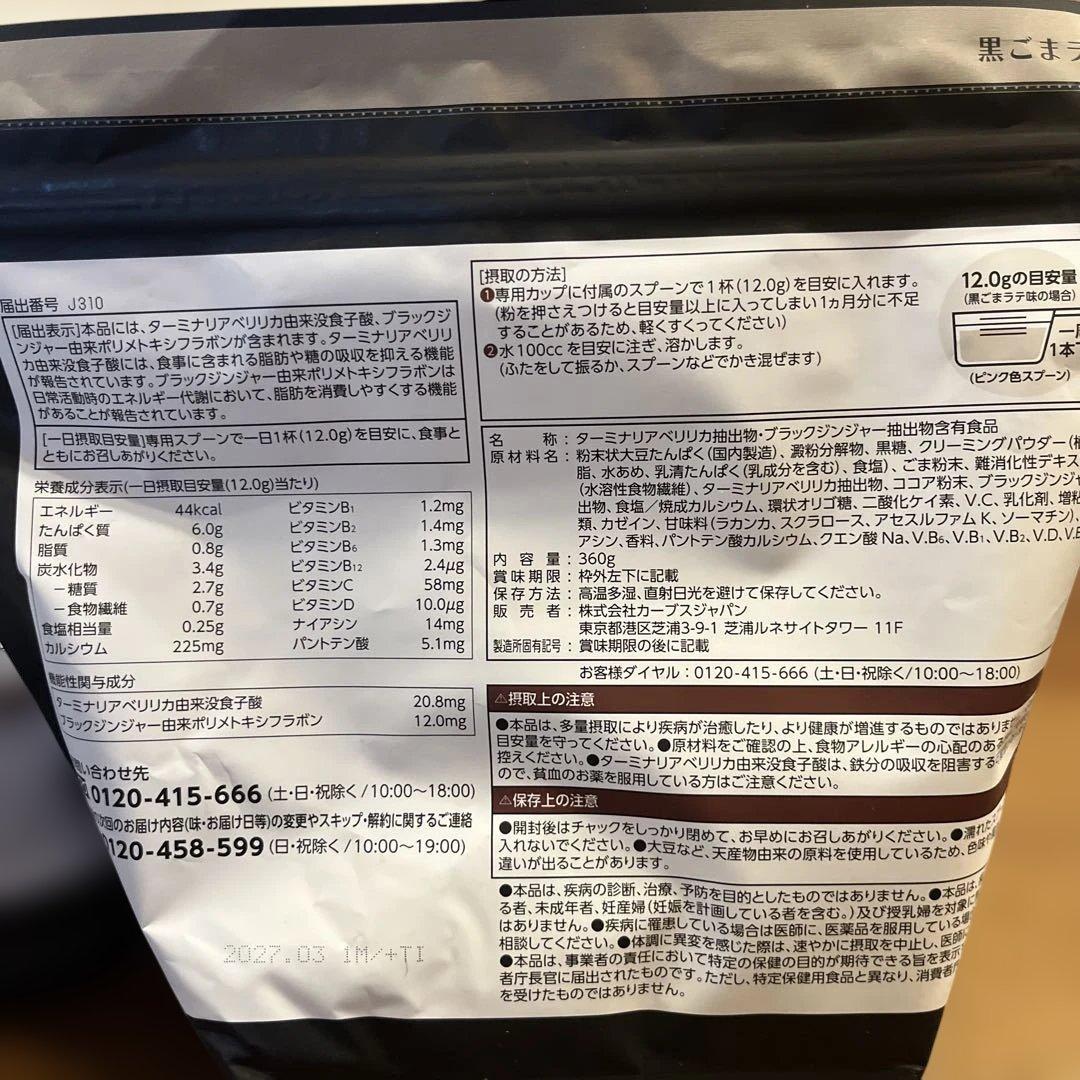 黒ごまラ
届出番号 J310
[届出表示]本品には、ターミナリアベリリカ由来没食子酸、ブラックジ
ンジャー由来ポリメトキシフラボンが含まれます。ターミナリアベリリ
カ由来没食子酸には、食事に含まれる脂肪や糖の吸収を抑える機能
が報告されています。ブラックジンジャー由来ポリメトキシフラボンは
日常活動時のエネルギー代謝において、脂肪を消費しやすくする機能
があることが報告されています。
[一日摂取目安量]専用スプーンで一日1杯(12.0g)を目安に、食事と
ともにお召しあがりください。
栄養成分表示(一日摂取目安量(12.0g)当たり)
エネルギー 44kcal ビタミンB1 1.2mg
たんぱく質 6.0g ビタミンB2 1.4mg
脂質 0.8g ビタミンB6 1.3mg
炭水化物 3.4g ビタミンB12 2.4μg
－糖質 2.7g ビタミンC 58mg
－食物繊維 0.7g ビタミンD 10.0μg
食塩相当量 0.25g ナイアシン 14mg
カルシウム 225mg パントテン酸 5.1mg
機能性関与成分
ターミナリアベリリカ由来没食子酸 20.8mg
ブラックジンジャー由来ポリメトキシフラボン 12.0mg
問い合わせ先
0120-415-666 (土・日・祝除く/10:00〜18:00)
次回のお届け内容(味・お届け日等)の変更やスキップ・解約に関するご連絡
120-458-599 (日・祝除く/10:00〜19:00)
2027.03 1M/+TI
[摂取の方法]
❶専用カップに付属のスプーンで1杯(12.0g)を目安に入れます。
(粉を押さえつけると目安量以上に入ってしまい1ヵ月分に不足
することがあるため、軽くすくってください)
❷水100ccを目安に注ぎ、溶かします。
(ふたをして振るか、スプーンなどでかき混ぜます)
12.0gの目安量
(黒ごまラテ味の場合)
1本
(ピンク色スプーン)
名称：ターミナリアベリリカ抽出物・ブラックジンジャー抽出物含有食品
原材料名：粉末状大豆たんぱく(国内製造)、澱粉分解物、黒糖、クリーミングパウダー(
脂、水あめ、乳清たんぱく(乳成分を含む)、食塩)、ごま粉末、難消化性デキス
(水溶性食物繊維)、ターミナリアベリリカ抽出物、ココア粉末、ブラックジンジャ
出物、食塩／焼成カルシウム、環状オリゴ糖、二酸化ケイ素、V.C、乳化剤、増粘
類、カゼイン、甘味料(ラカンカ、スクラロース、アセスルファムK、ソーマチン)、
アシン、香料、パントテン酸カルシウム、クエン酸Na、V.B6、V.B1、V.B2、V.D、V.B
内容量：360g
賞味期限：枠外左下に記載
保存方法：高温多湿、直射日光を避けて保存してください。
販売者：株式会社カーブスジャパン
東京都港区芝浦3-9-1 芝浦ルネサイトタワー 11F
製造所固有記号：賞味期限の後に記載
お客様ダイヤル：0120-415-666 (土・日・祝除く/10:00〜18:00)
⚠摂取上の注意
●本品は、多量摂取により疾病が治癒したり、より健康が増進するものではありま
目安量を守ってください。●原材料をご確認の上、食物アレルギーの心配のあ
控えください。●ターミナリアベリリカ由来没食子酸は、鉄分の吸収を阻害する
ので、貧血のお薬を服用している方はご注意ください。
⚠保存上の注意
●開封後はチャックをしっかり閉めて、お早めにお召しあがりください。●濡れた
入れないでください。●大豆など、天産物由来の原料を使用しているため、色味や
違いが出ることがあります。
●本品は、疾病の診断、治療、予防を目的としたものではありません。●本品は、
る者、未成年者、妊産婦(妊娠を計画している者を含む。)及び授乳婦を対象に
はありません。●疾病に罹患している場合は医師に、医薬品を服用している場
相談してください。●体調に異変を感じた際は、速やかに摂取を中止し、医師
●本品は、事業者の責任において特定の保健の目的が期待できる旨を表示
者庁長官に届出されたものです。ただし、特定保健用食品と異なり、消費者
を受けたものではありません。